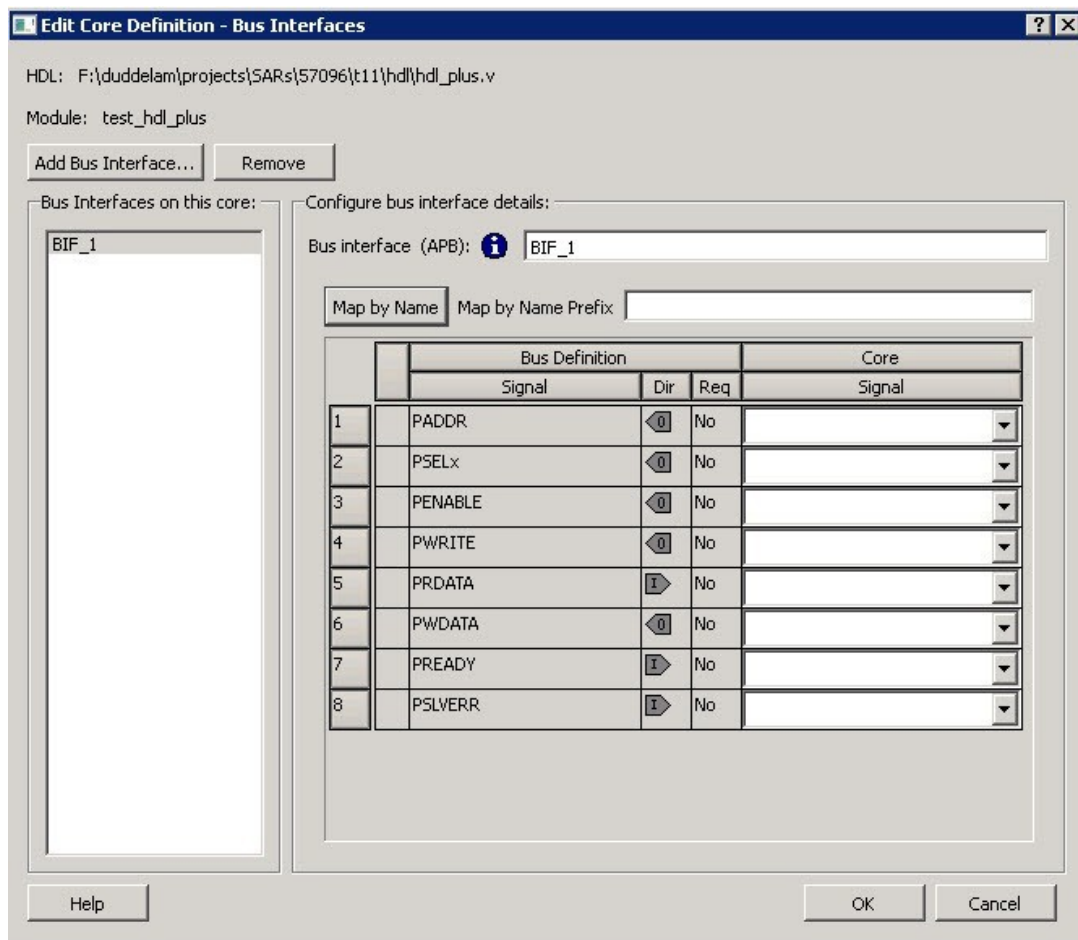 Edit Core Definition - Bus Interfaces
HDL: F:\duddelam\projects\SARs\57096\t11\hdl\hdl_plus.v
Module: test_hdl_plus
Add Bus Interface... Remove
Bus Interfaces on this core:
BIF_1
Configure bus interface details:
Bus interface (APB): i BIF_1
Map by Name Map by Name Prefix
Bus Definition Core
Signal Dir Req Signal
1 PADDR O No
2 PSELx O No
3 PENABLE O No
4 PWRITE O No
5 PRDATA I No
6 PWDATA O No
7 PREADY I No
8 PSLVERR I No
Help OK Cancel